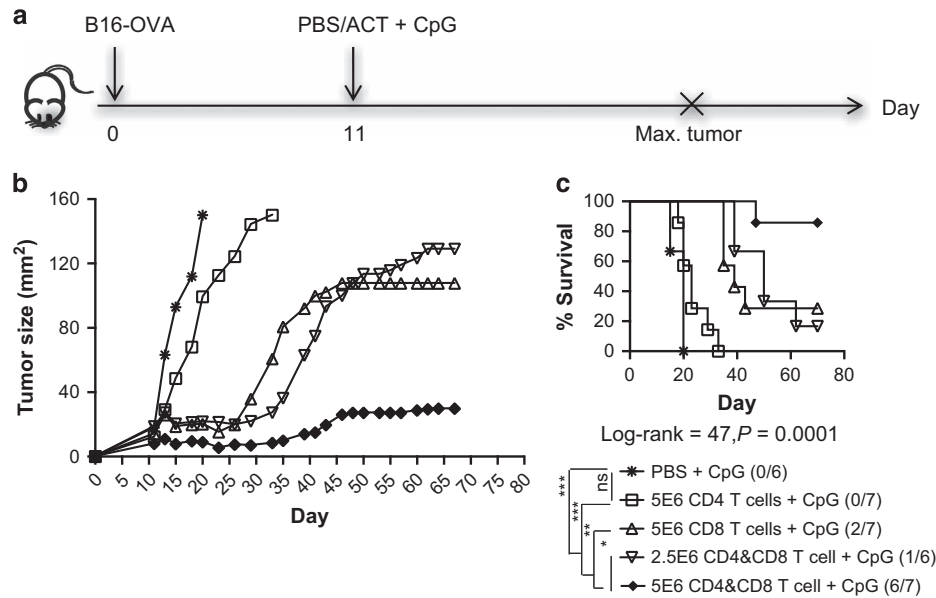 a
B16-OVA PBS/ACT + CpG
Day
0 11 Max. tumor
b
160
120
80
40
0
Tumor size (mm²)
0 5 10 15 20 25 30 35 40 45 50 55 60 65 70 75 80
Day
c
100
80
60
40
20
0
% Survival
0 20 40 60 80
Day
Log-rank = 47,P = 0.0001
*** ns PBS + CpG (0/6)
*** 5E6 CD4 T cells + CpG (0/7)
** 5E6 CD8 T cells + CpG (2/7)
* 2.5E6 CD4&CD8 T cell + CpG (1/6)
5E6 CD4&CD8 T cell + CpG (6/7)